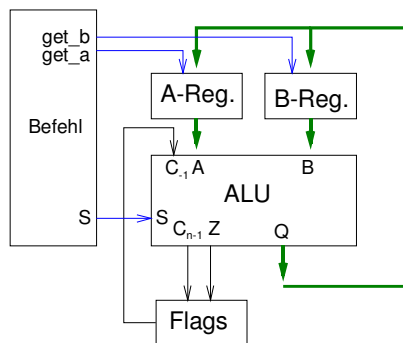 get_b
get_a
A-Reg.
B-Reg.
Befehl
C-1 A
B
ALU
S
S
Cn-1 Z
Q
Flags